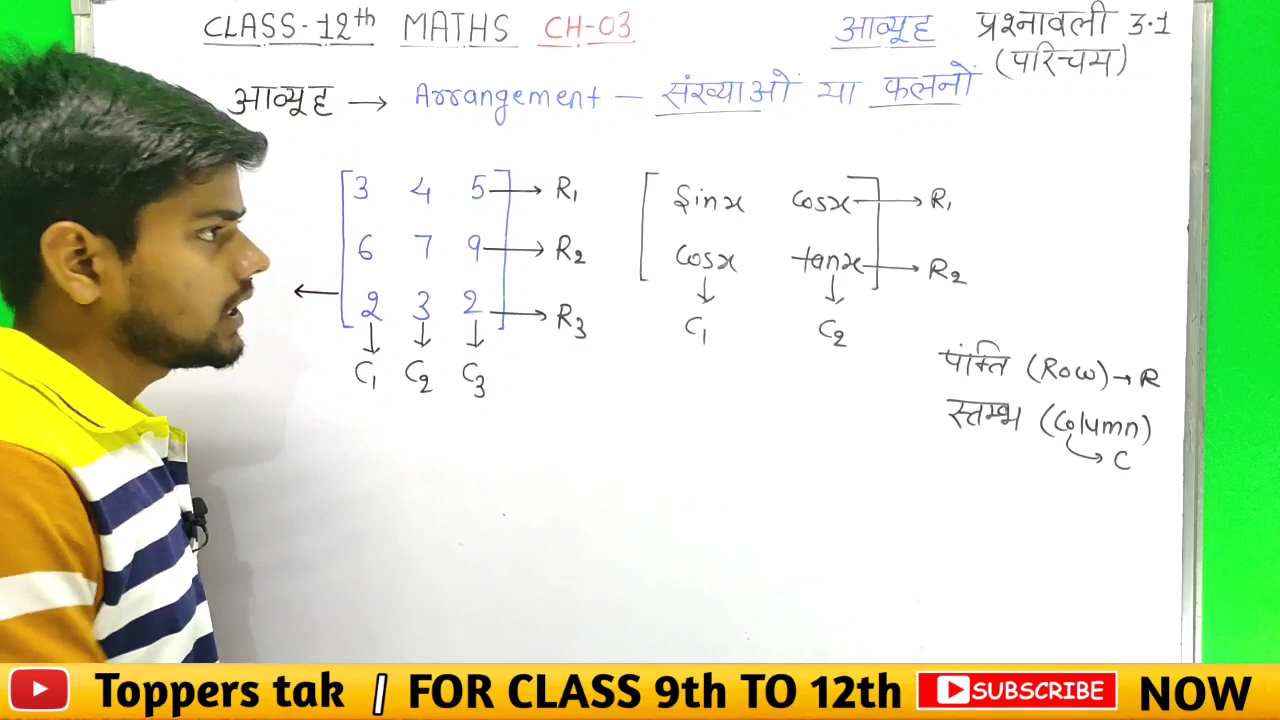 CLASS-12th MATHS CH-03 आव्यूह प्रश्नावली 3.1
(परिचय)
आव्यूह → Arrangement - संख्याओं या कलनों
3 4 5 → R1
6 7 9 → R2
2 3 2 → R3
C1 C2 C3
sinx cosx → R1
cosx tanx → R2
C1 C2
पंक्ति (Row) → R
स्तम्भ (Column)
→ C
Toppers tak / FOR CLASS 9th TO 12th SUBSCRIBE NOW